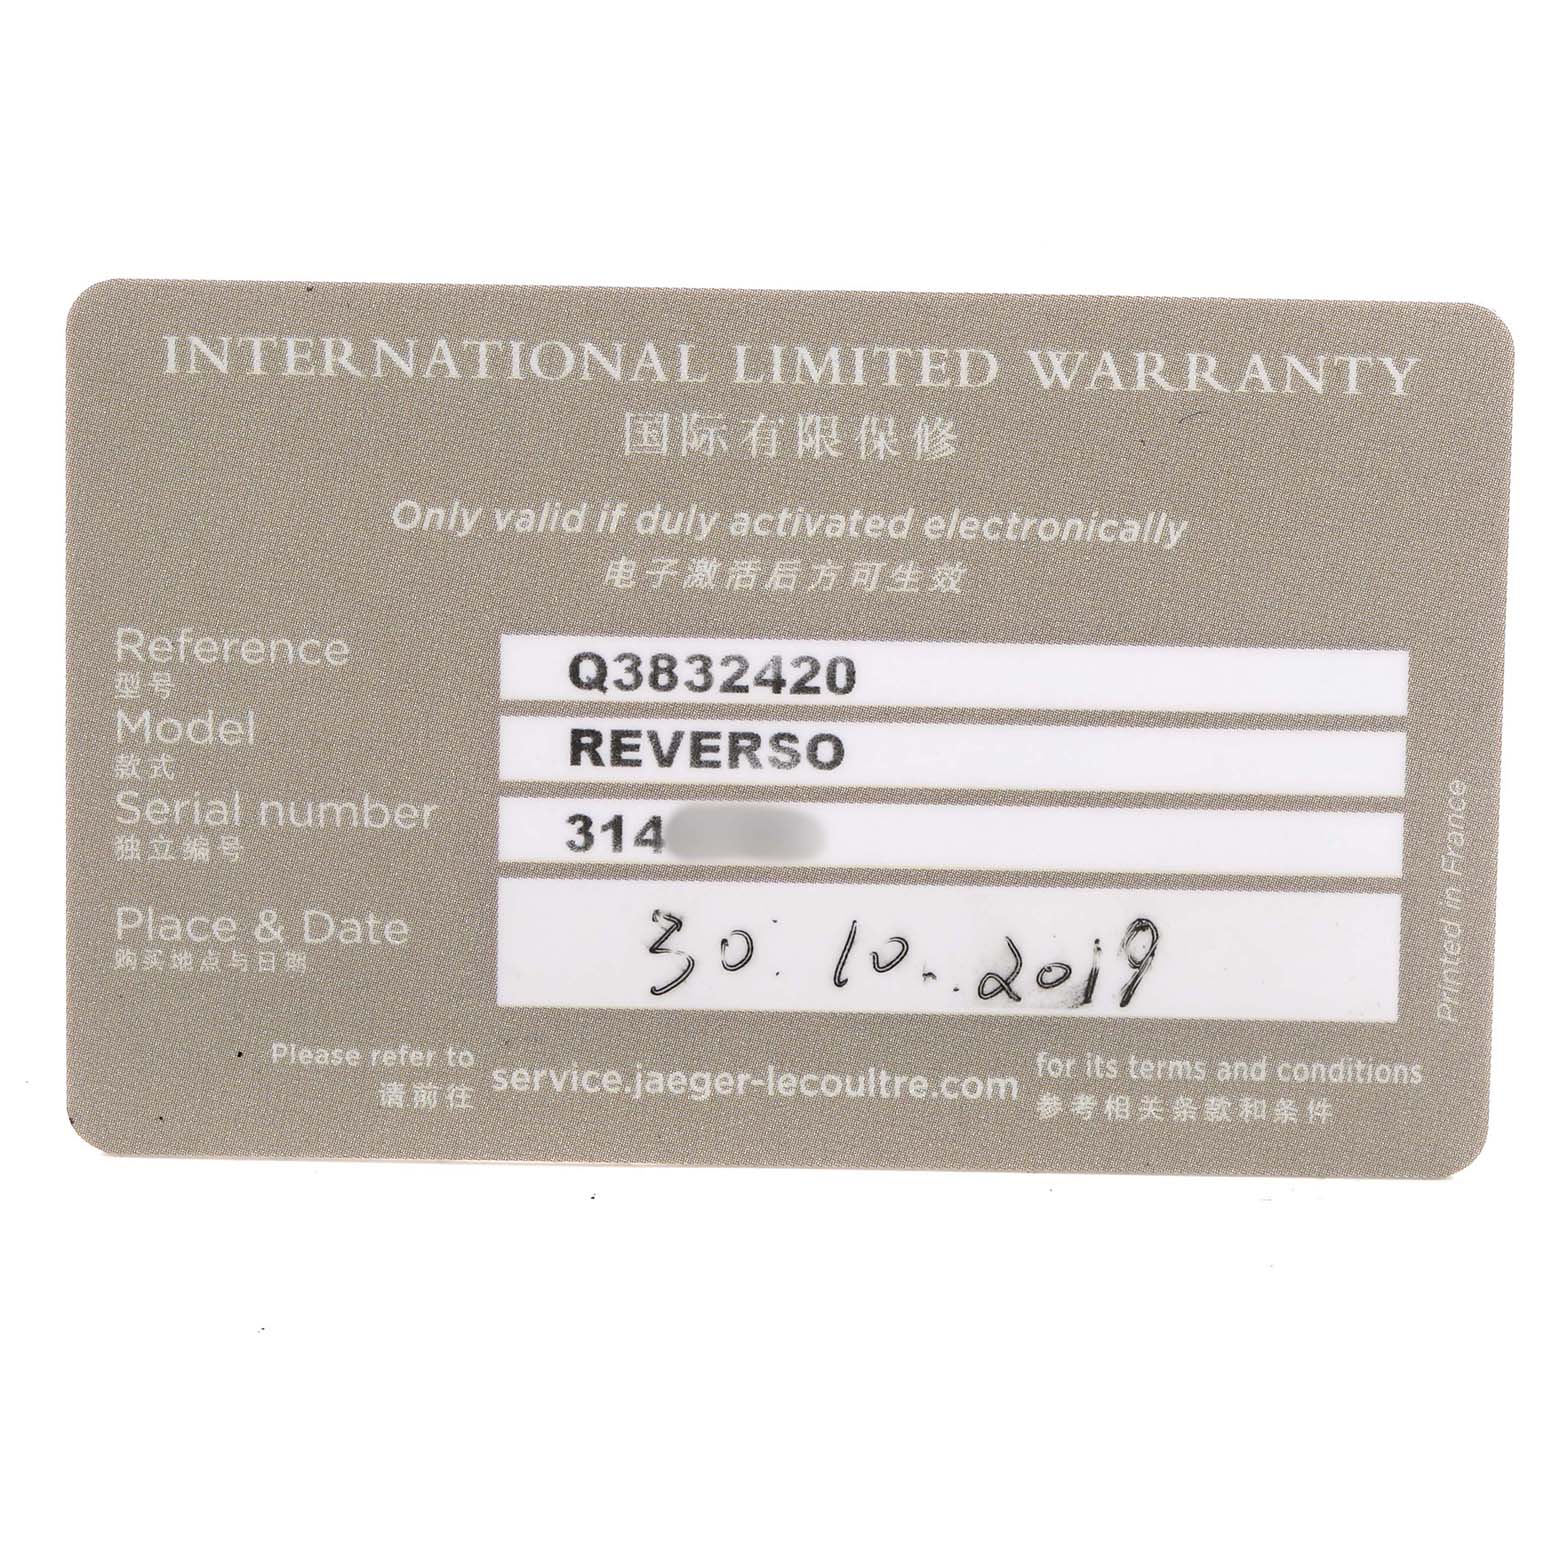 INTERNATIONAL LIMITED WARRANTY
国际有限保修
Only valid if duly activated electronically
电子激活后方可生效
Reference
型号
Q3832420
Model
款式
REVERSO
Serial number
独立编号
314
Place & Date
购买地点与日期
30. 10. 2019
Please refer to
请前往
service.jaeger-lecoultre.com
for its terms and conditions
参考相关条款和条件
Printed in France